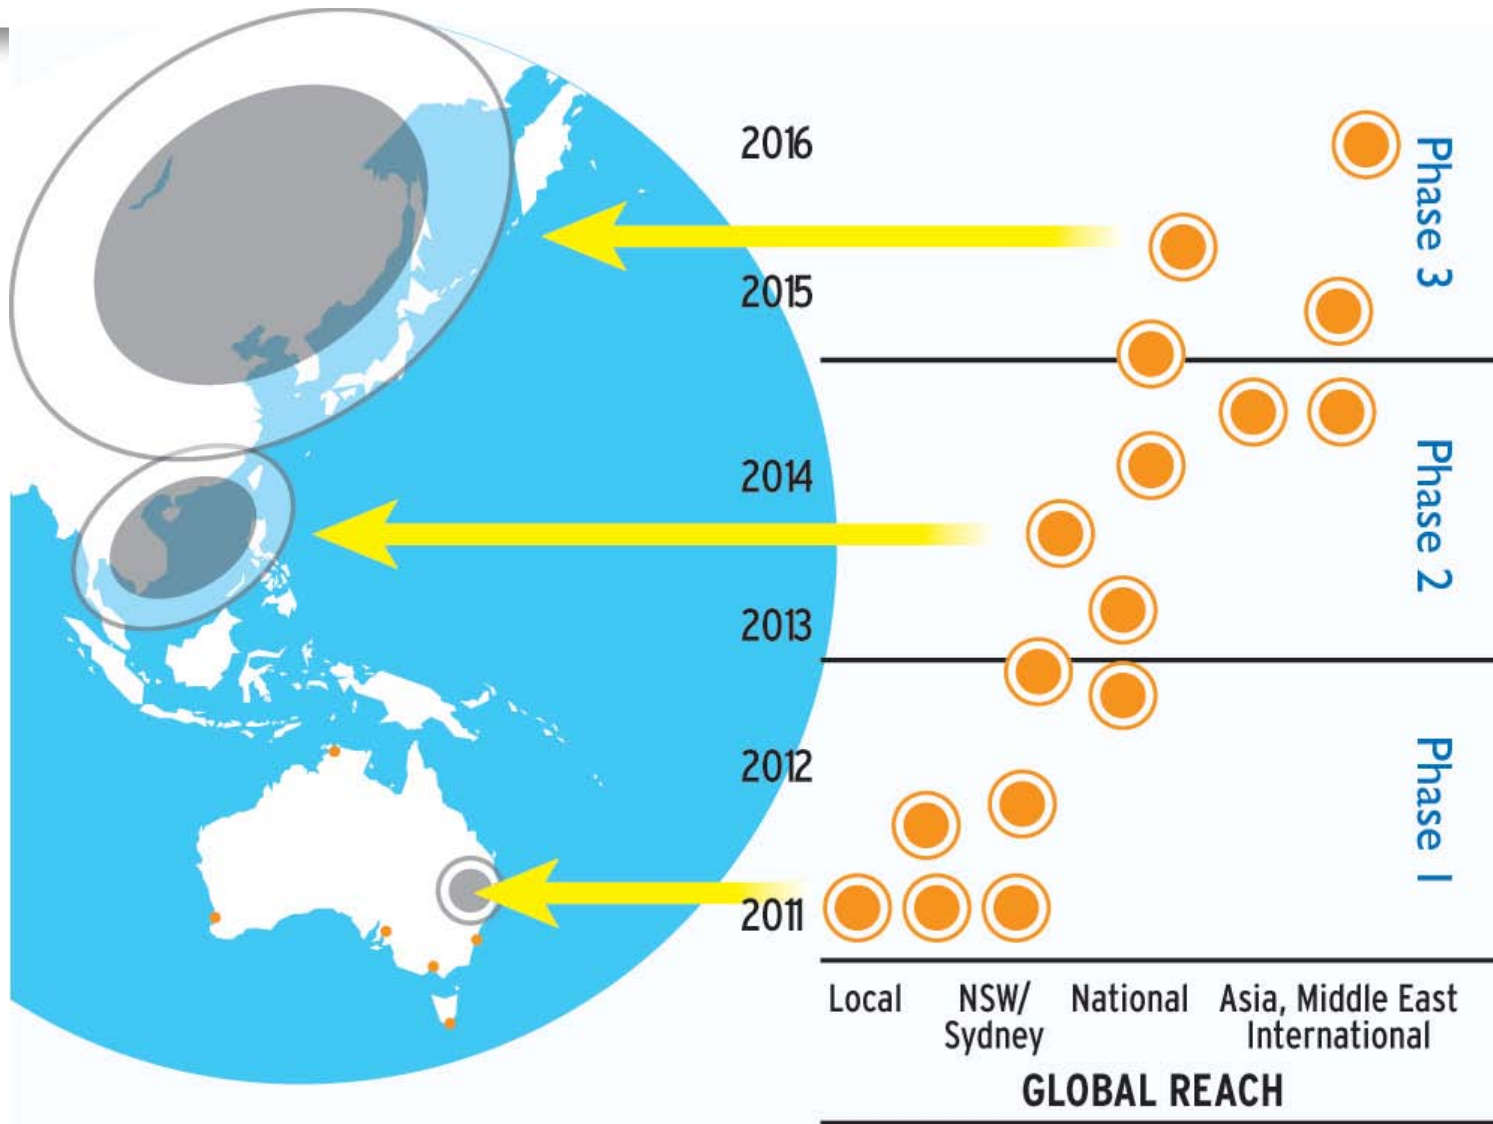 2016
Phase 3
2015
2014
Phase 2
2013
2012
Phase 1
2011
Local
NSW/
Sydney
National
Asia, Middle East
International
GLOBAL REACH